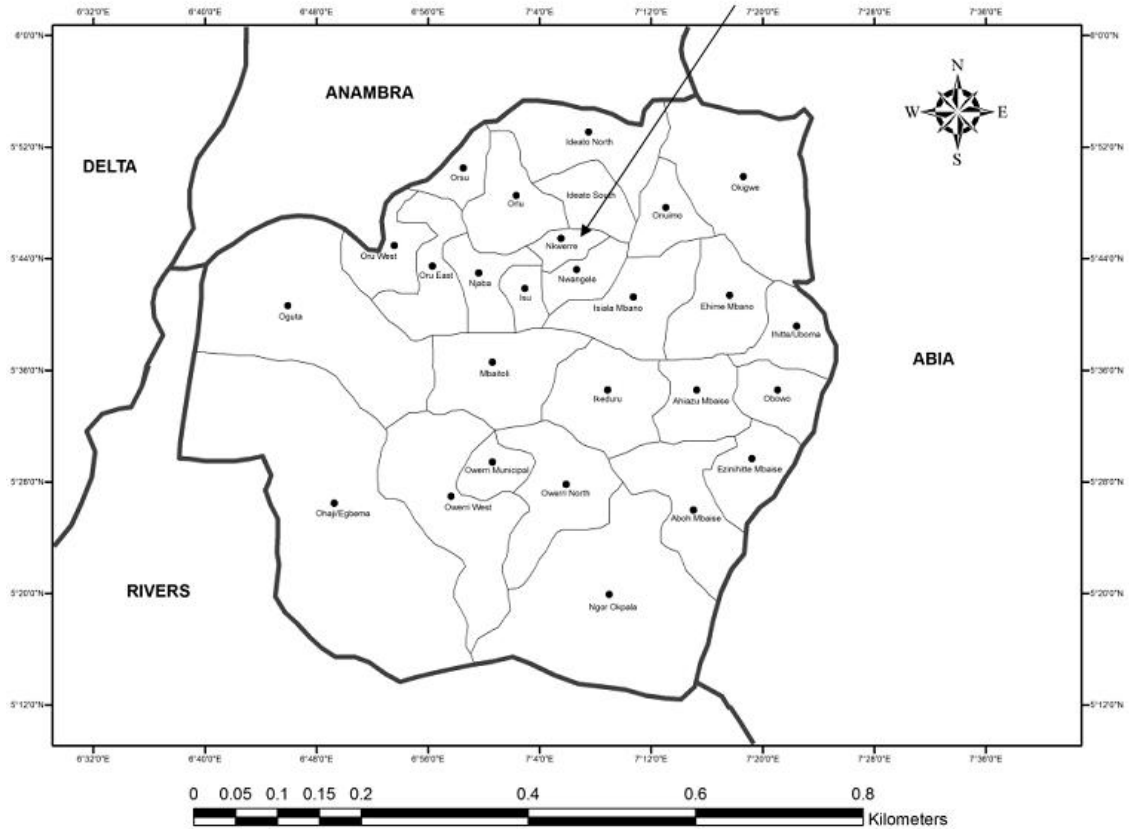 6°32'0"E 6°40'0"E 6°48'0"E 6°56'0"E 7°4'0"E 7°12'0"E 7°20'0"E 7°28'0"E 7°36'0"E
6°0'0"N 6°0'0"N
N
W E
S
ANAMBRA
DELTA
Ideato North
5°52'0"N 5°52'0"N
Orsu
Okigwe
Ideato South
Orlu
Onuimo
Nkwerre
5°44'0"N 5°44'0"N
Oru West
Oru East
Njaba
Nwangele
Isu
Isiala Mbano
Ehime Mbano
Oguta
Ihitta/Uboma
ABIA
5°36'0"N 5°36'0"N
Mbaitoli
Ikeduru
Ahiazu Mbaise
Obowo
Owerri Municipal
Ezinihitte Mbaise
5°28'0"N 5°28'0"N
Owerri North
Owerri West
Ohaji/Egbema
Aboh Mbaise
RIVERS
5°20'0"N 5°20'0"N
Ngor Okpala
5°12'0"N 5°12'0"N
6°32'0"E 6°40'0"E 6°48'0"E 6°56'0"E 7°4'0"E 7°12'0"E 7°20'0"E 7°28'0"E 7°36'0"E
0 0.05 0.1 0.15 0.2 0.4 0.6 0.8
Kilometers